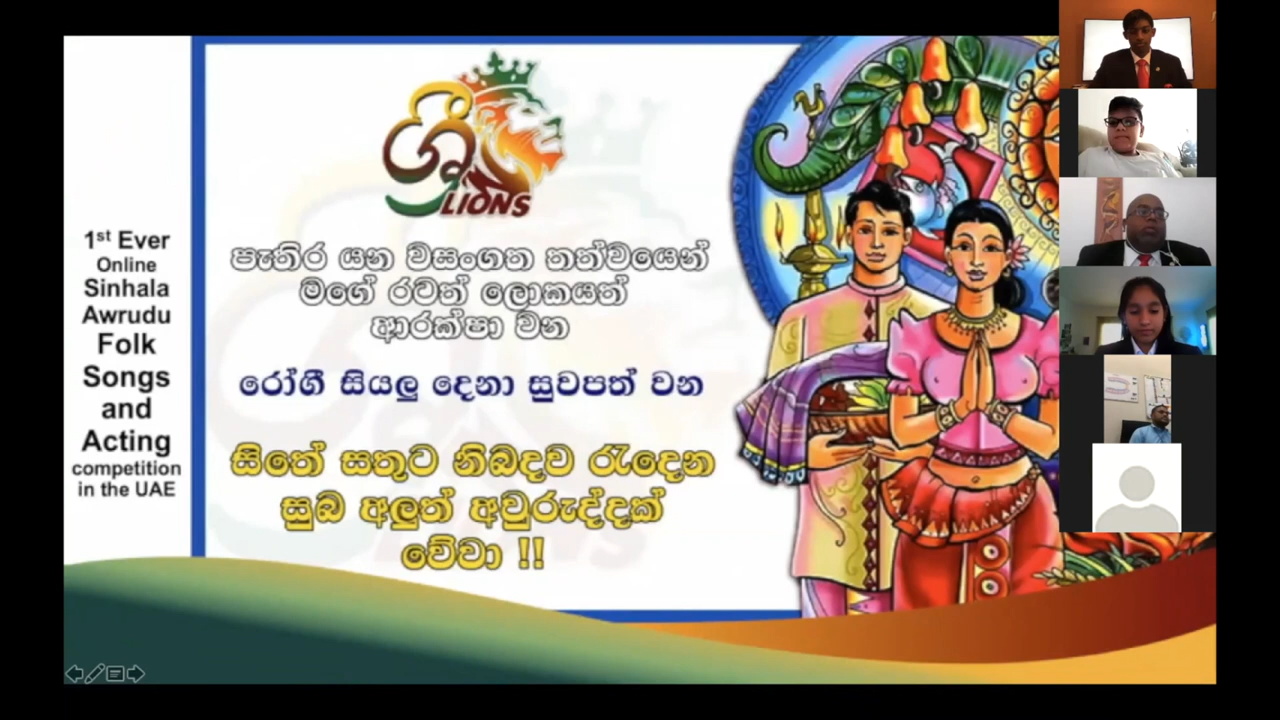 1st Ever
Online
Sinhala
Awrudu
Folk
Songs
and
Acting
competition
in the UAE
ශ්‍රී
LIONS
පැතිර යන වසංගත තත්වයෙන්
මගේ රටත් ලොකයත්
ආරක්ෂා වන
රෝගී සියලු දෙනා සුවපත් වන
සිතේ සතුට නිබඳව රැඳෙන
සුබ අලුත් අවුරුද්දක්
වේවා !!